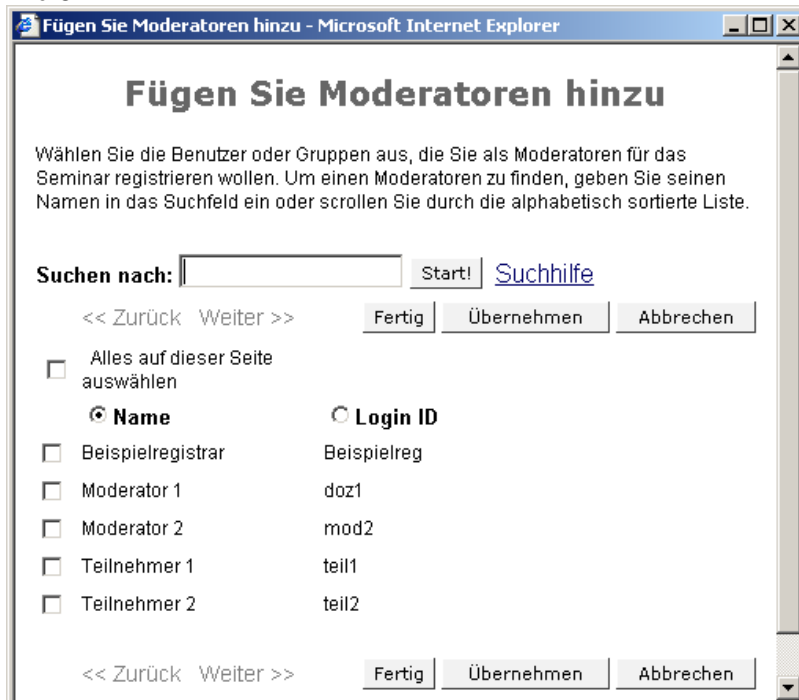 Fügen Sie Moderatoren hinzu - Microsoft Internet Explorer
Fügen Sie Moderatoren hinzu
Wählen Sie die Benutzer oder Gruppen aus, die Sie als Moderatoren für das
Seminar registrieren wollen. Um einen Moderatoren zu finden, geben Sie seinen
Namen in das Suchfeld ein oder scrollen Sie durch die alphabetisch sortierte Liste.
Suchen nach: Start! Suchhilfe
<< Zurück Weiter >> Fertig Übernehmen Abbrechen
Alles auf dieser Seite
auswählen
Name Login ID
Beispielregistrar Beispielreg
Moderator 1 doz1
Moderator 2 mod2
Teilnehmer 1 teil1
Teilnehmer 2 teil2
<< Zurück Weiter >> Fertig Übernehmen Abbrechen